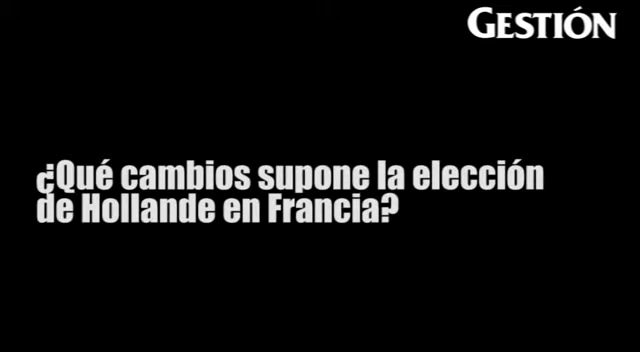 GESTIÓN
¿Qué cambios supone la elección
de Hollande en Francia?